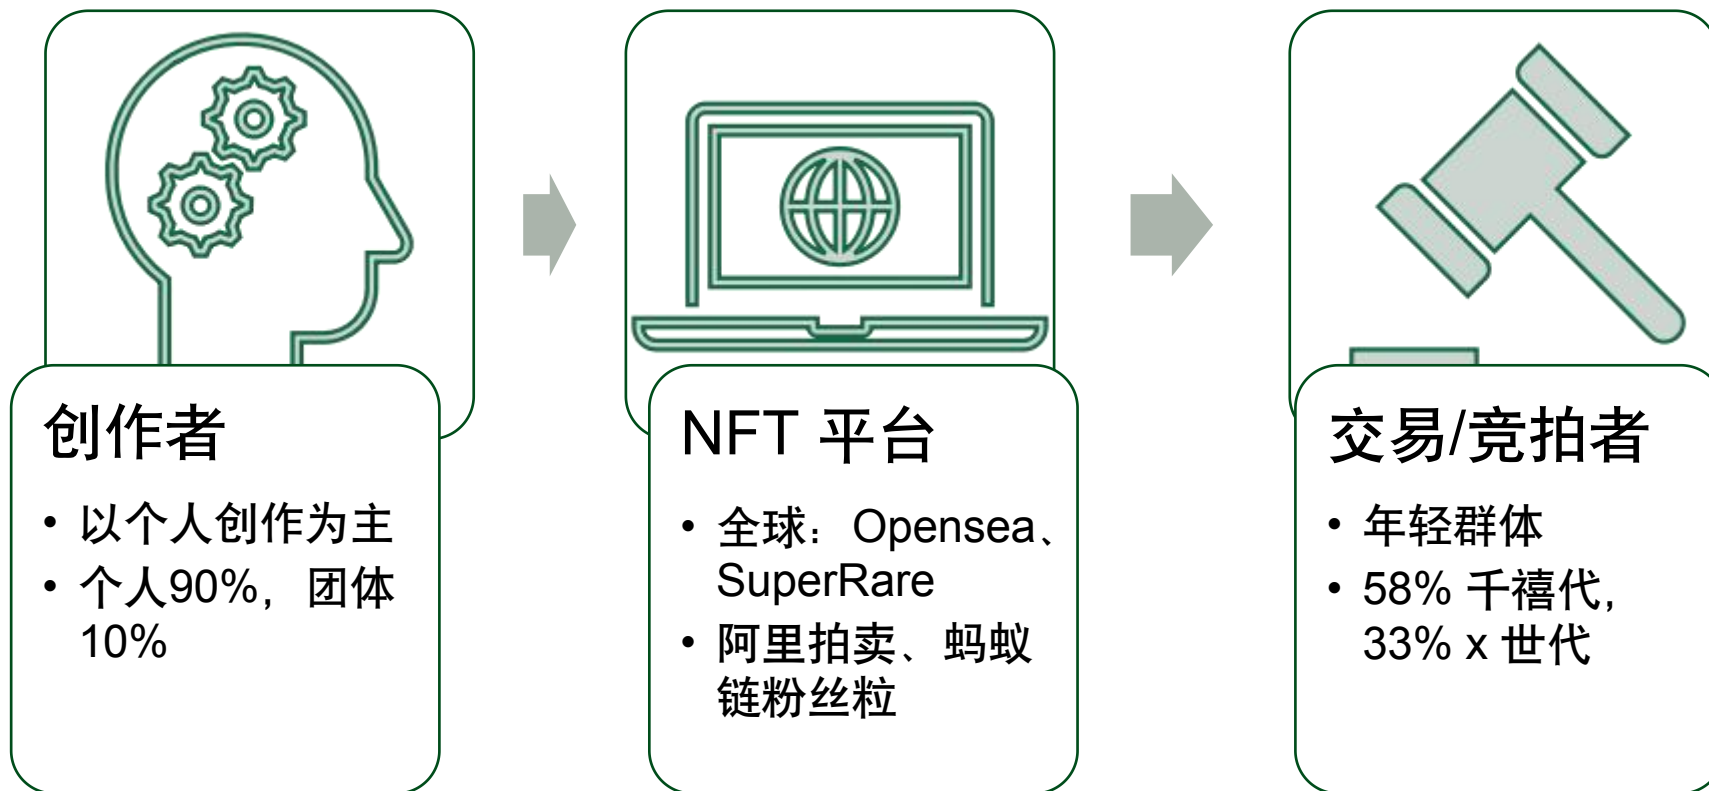 创作者
• 以个人创作为主
• 个人90%，团体
10%
NFT 平台
• 全球：Opensea、
SuperRare
• 阿里拍卖、蚂蚁
链粉丝粒
交易/竞拍者
• 年轻群体
• 58% 千禧代，
33% x 世代